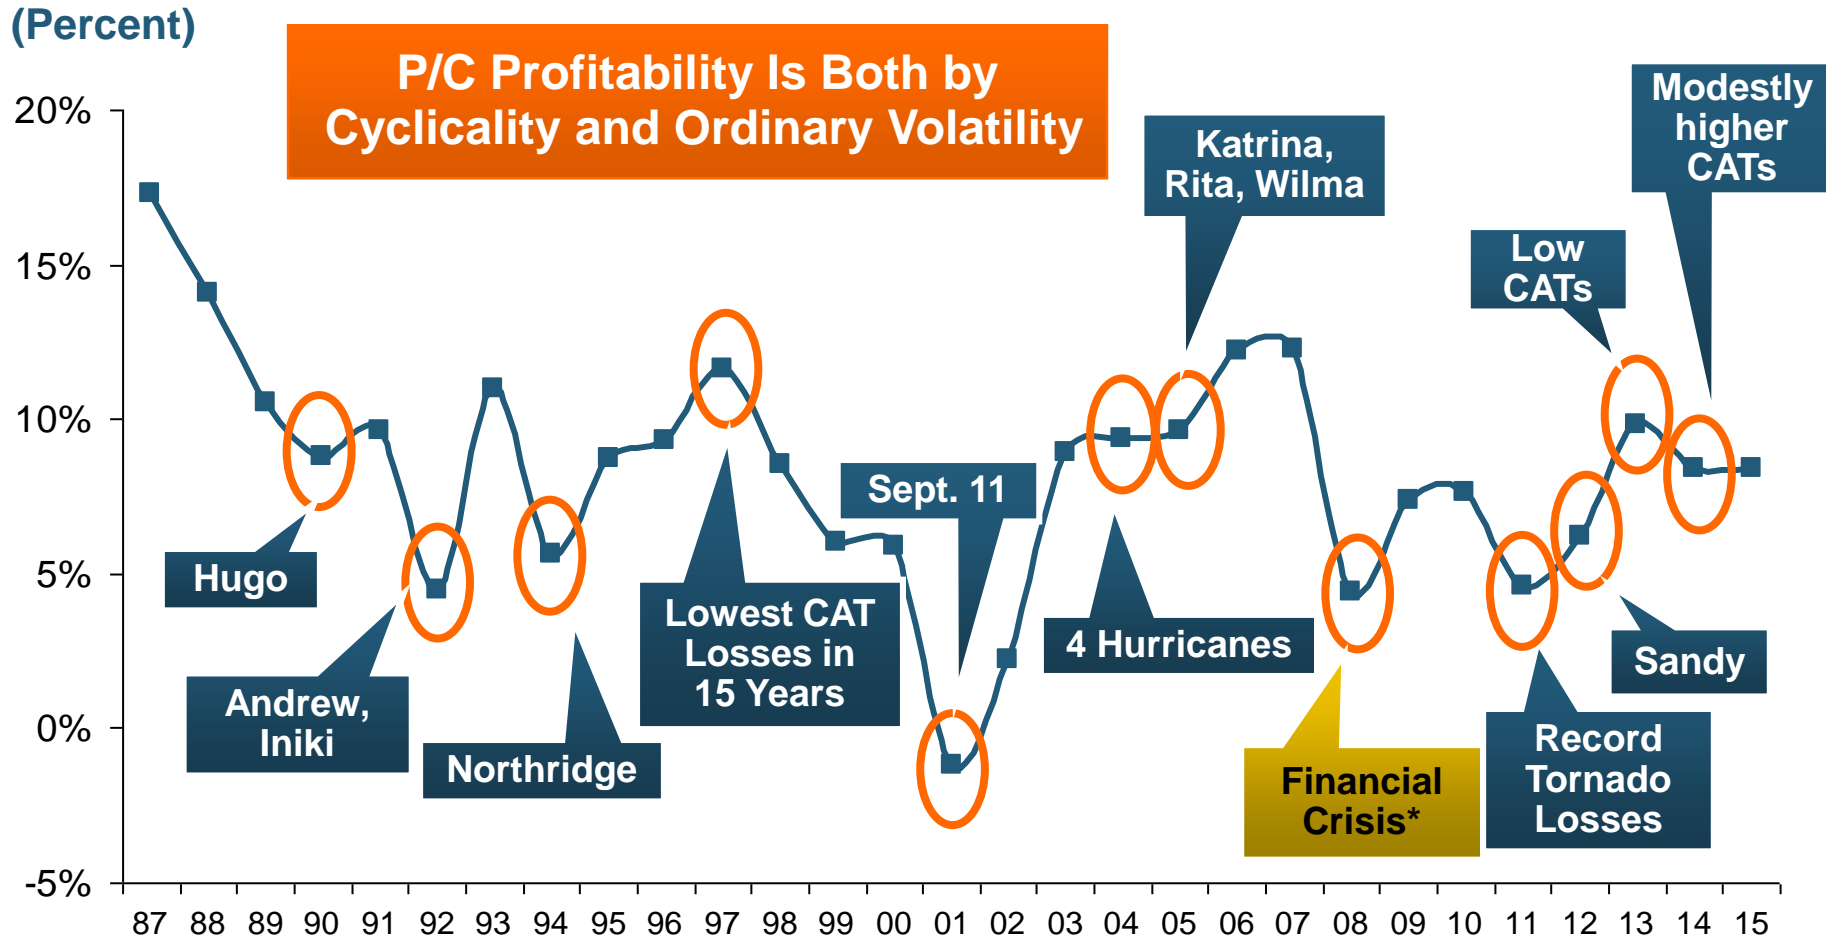 (Percent)
P/C Profitability Is Both by
Cyclicality and Ordinary Volatility
20%
15%
10%
5%
0%
-5%
Hugo
Andrew,
Iniki
Northridge
Lowest CAT
Losses in
15 Years
Sept. 11
4 Hurricanes
Katrina,
Rita, Wilma
Financial
Crisis*
Record
Tornado
Losses
Sandy
Low
CATs
Modestly
higher
CATs
87 88 89 90 91 92 93 94 95 96 97 98 99 00 01 02 03 04 05 06 07 08 09 10 11 12 13 14 15